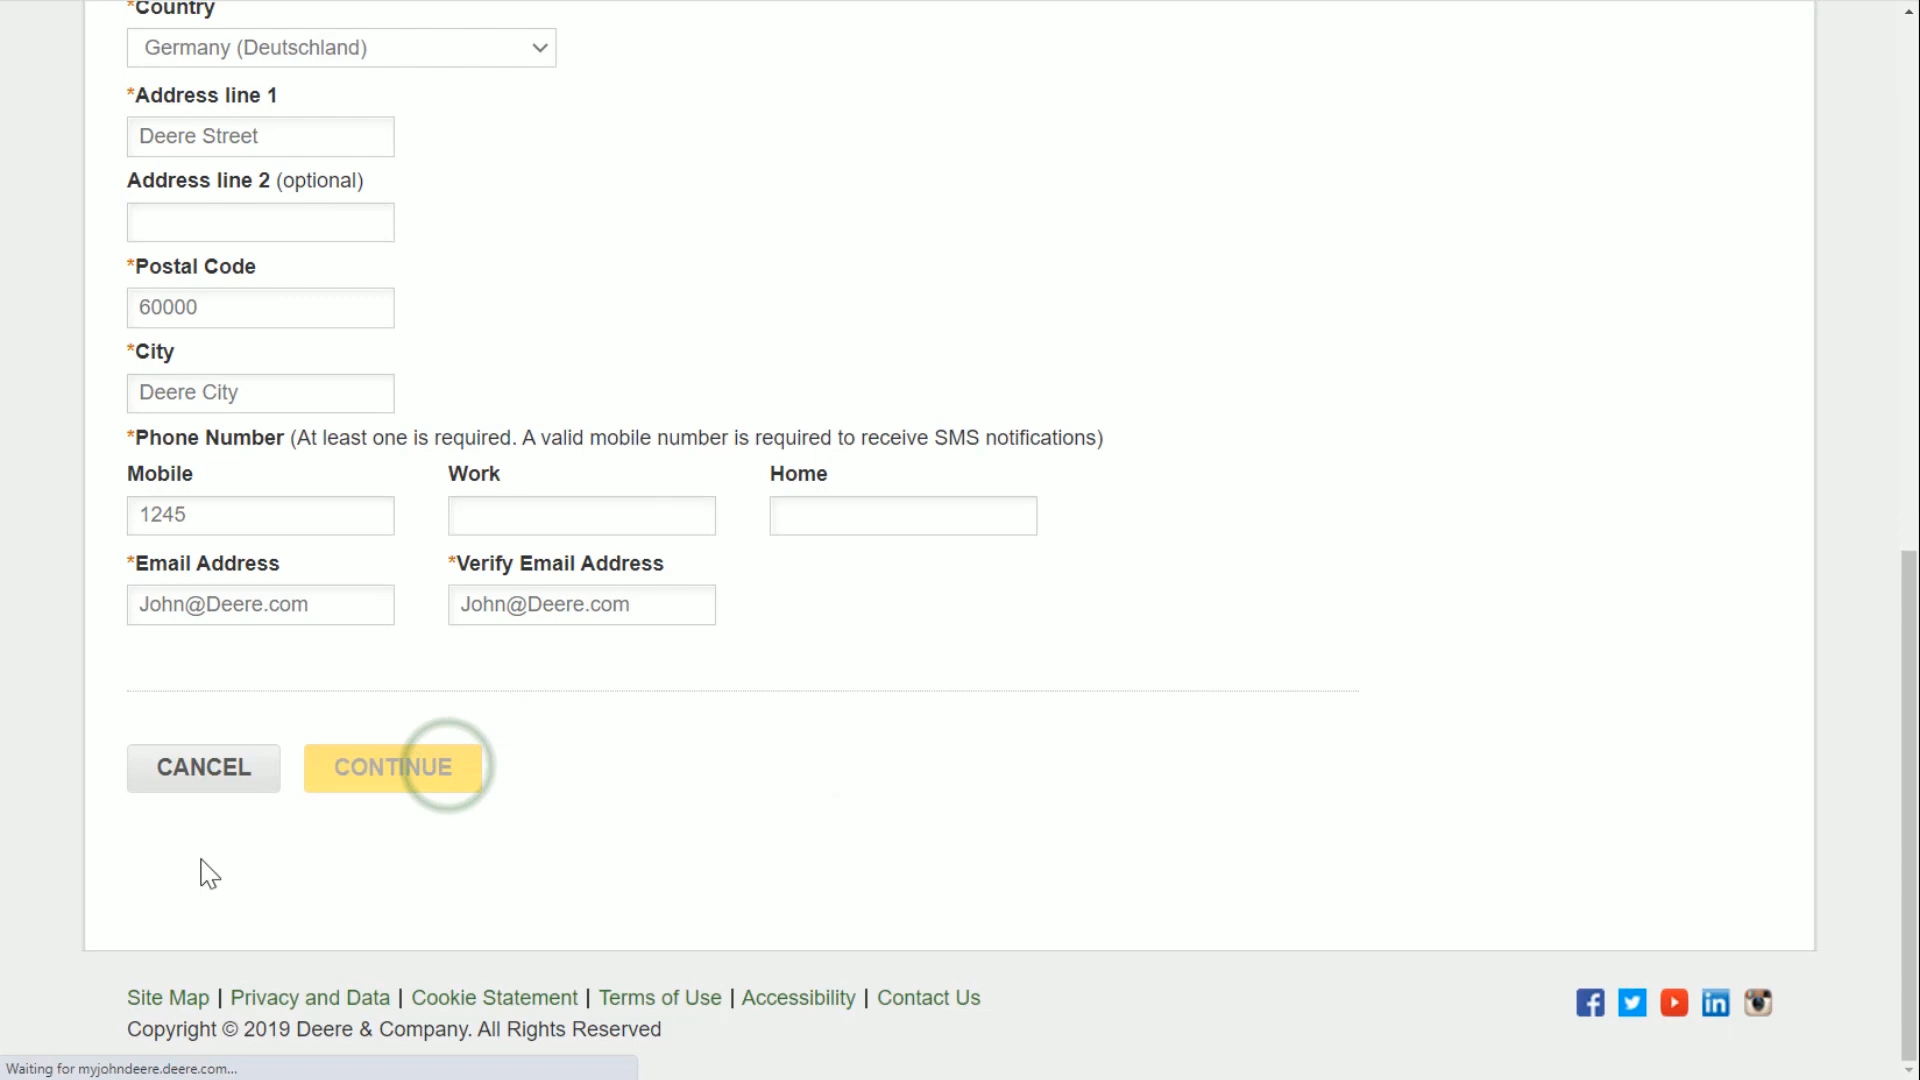 *Country
Germany (Deutschland)
*Address line 1
Deere Street
Address line 2 (optional)
*Postal Code
60000
*City
Deere City
*Phone Number (At least one is required. A valid mobile number is required to receive SMS notifications)
Mobile Work Home
1245
*Email Address *Verify Email Address
John@Deere.com John@Deere.com
CANCEL CONTINUE
Site Map | Privacy and Data | Cookie Statement | Terms of Use | Accessibility | Contact Us
Copyright © 2019 Deere & Company. All Rights Reserved
Waiting for myjohndeere.deere.com...